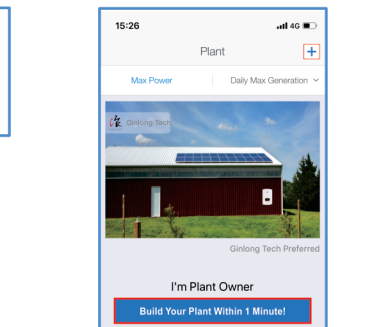 15:26
4G
Plant
+
Max Power
Daily Max Generation
Ginlong Tech
Ginlong Tech Preferred
I'm Plant Owner
Build Your Plant Within 1 Minute!